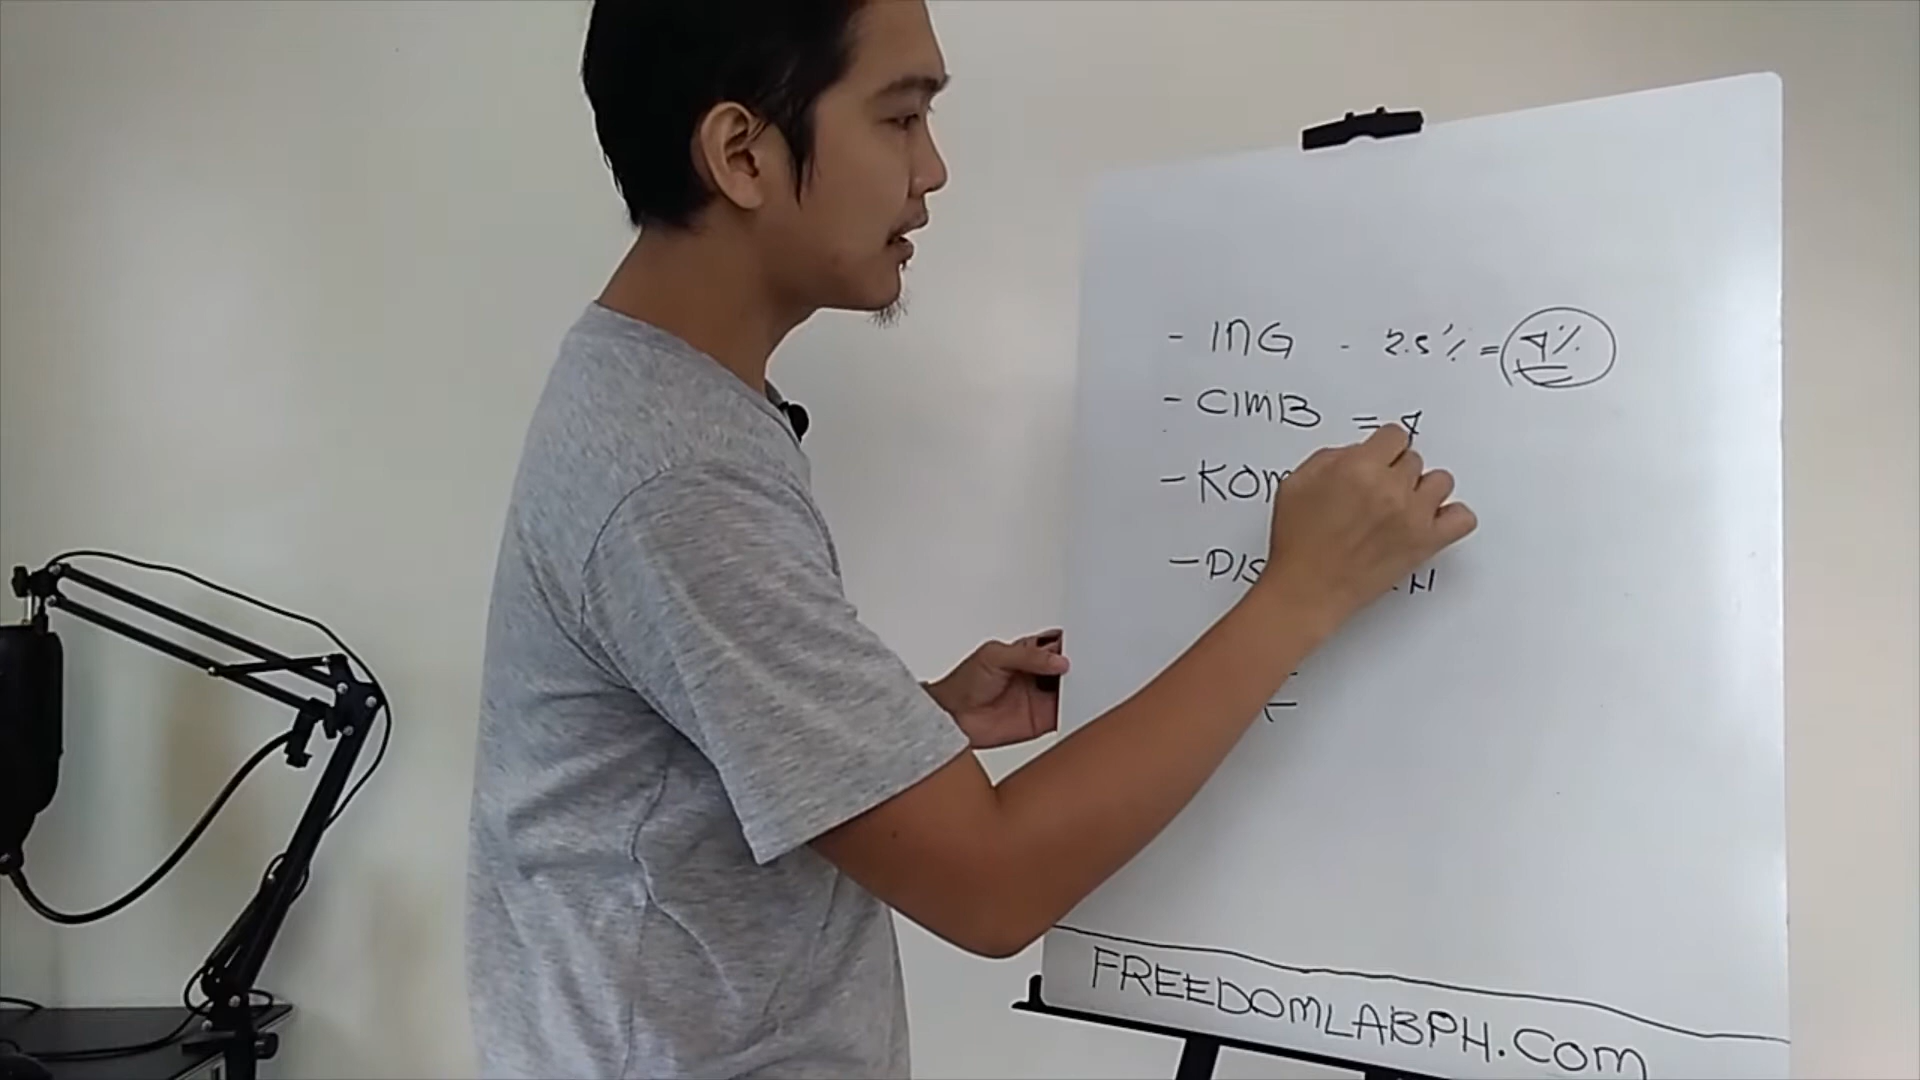 - ING - 2.5% = 4%
- CIMB = 4
- KOM
- DIS
FREEDOMLABPH.COM